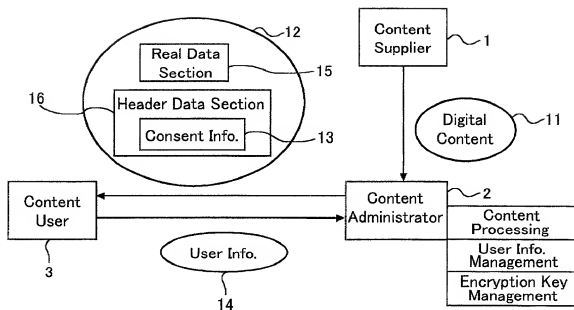 12
Content
Supplier
1
Real Data
Section
15
16
Header Data Section
Consent Info.
13
Digital
Content
11
Content
User
3
Content
Administrator
2
Content
Processing
User Info.
Management
Encryption Key
Management
User Info.
14